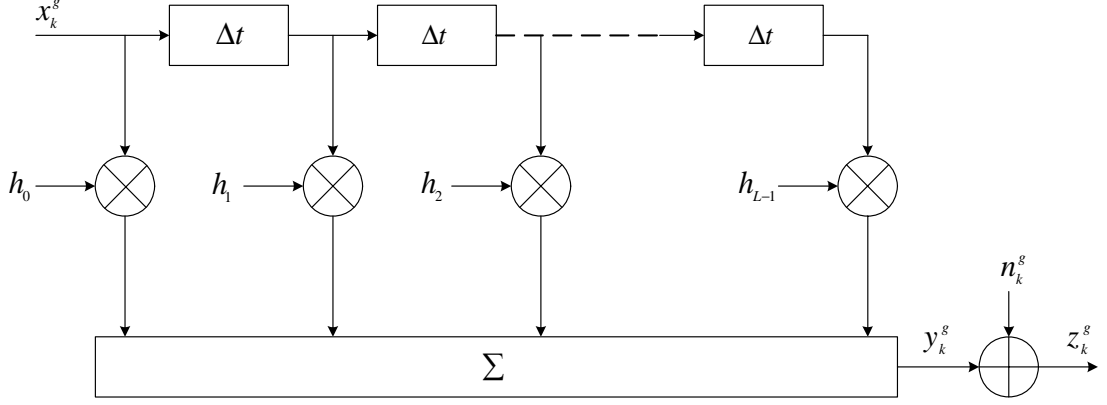 x_k^g
Δt Δt Δt
h_0 h_1 h_2 h_{L-1}
n_k^g
Σ y_k^g z_k^g